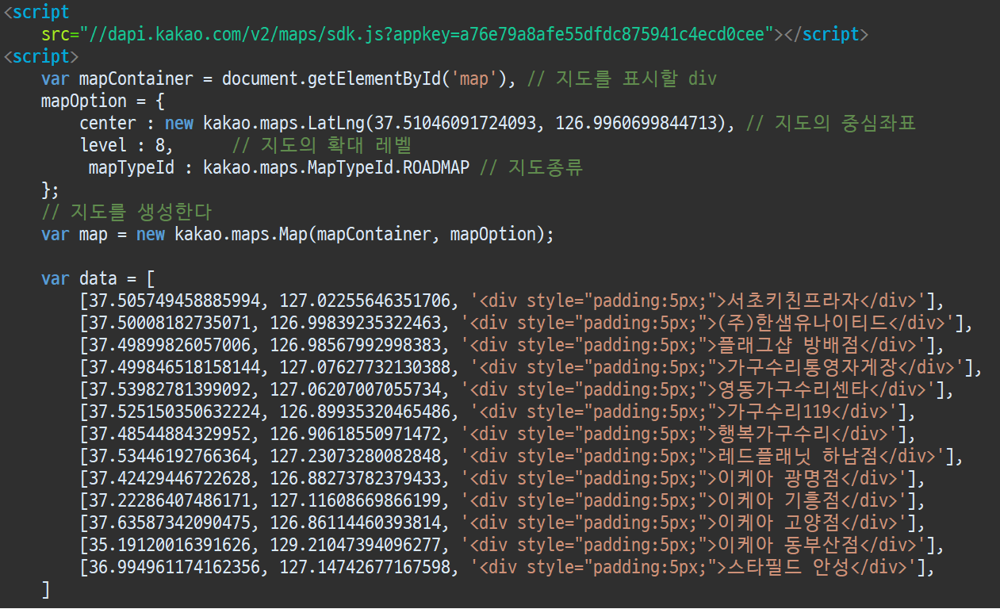 <script
src="//dapi.kakao.com/v2/maps/sdk.js?appkey=a76e79a8afe55dfdc875941c4ecd0cee"></script>
<script>
var mapContainer = document.getElementById('map'), // 지도를 표시할 div
mapOption = {
center : new kakao.maps.LatLng(37.51046091724093, 126.9960699844713), // 지도의 중심좌표
level : 8, // 지도의 확대 레벨
mapTypeId : kakao.maps.MapTypeId.ROADMAP // 지도종류
};
// 지도를 생성한다
var map = new kakao.maps.Map(mapContainer, mapOption);
var data = [
[37.505749458885994, 127.02255646351706, '<div style="padding:5px;">서초키친프라자</div>'],
[37.50008182735071, 126.99839235322463, '<div style="padding:5px;">(주)한샘유나이티드</div>'],
[37.49899826057006, 126.98567992998383, '<div style="padding:5px;">플래그샵 방배점</div>'],
[37.499846518158144, 127.07627732130388, '<div style="padding:5px;">가구수리통영자게장</div>'],
[37.53982781399092, 127.06207007055734, '<div style="padding:5px;">영동가구수리센타</div>'],
[37.525150350632224, 126.89935320465486, '<div style="padding:5px;">가구수리119</div>'],
[37.48544884329952, 126.90618550971472, '<div style="padding:5px;">행복가구수리</div>'],
[37.53446192766364, 127.23073280082848, '<div style="padding:5px;">레드플래닛 하남점</div>'],
[37.42429446722628, 126.88273782379433, '<div style="padding:5px;">이케아 광명점</div>'],
[37.22286407486171, 127.11608669866199, '<div style="padding:5px;">이케아 기흥점</div>'],
[37.63587342090475, 126.86114460393814, '<div style="padding:5px;">이케아 고양점</div>'],
[35.19120016391626, 129.21047394096277, '<div style="padding:5px;">이케아 동부산점</div>'],
[36.994961174162356, 127.14742677167598, '<div style="padding:5px;">스타필드 안성</div>'],
]